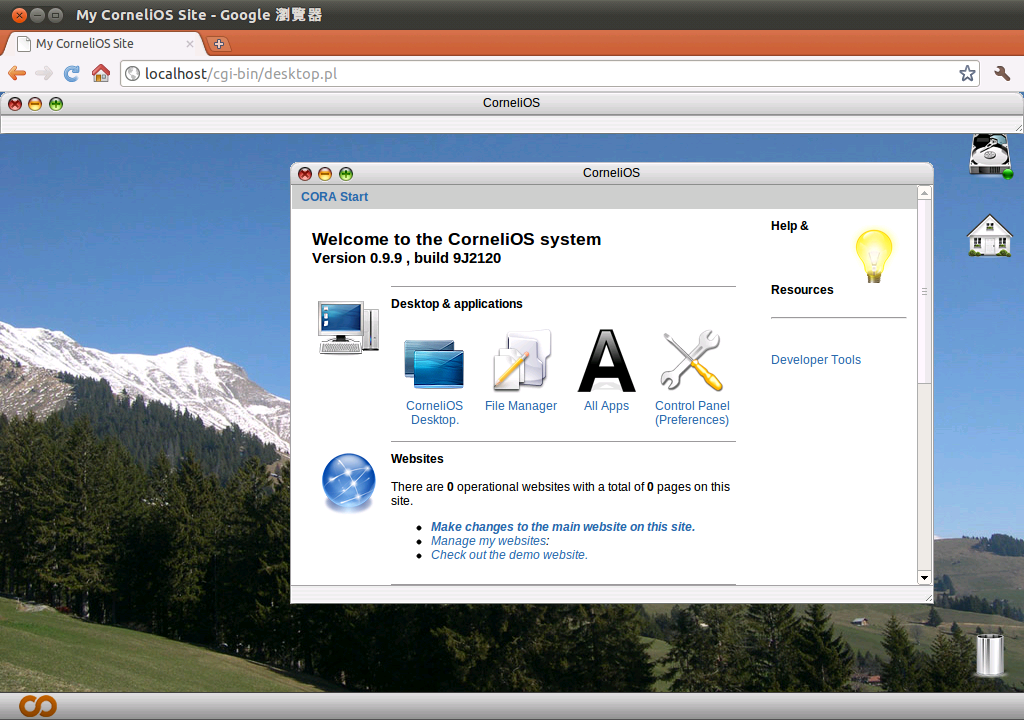 My CorneliOS Site - Google 瀏覽器
My CorneliOS Site
localhost/cgi-bin/desktop.pl
CorneliOS
CorneliOS
CORA Start
Welcome to the CorneliOS system
Version 0.9.9 , build 9J2120
Help &
Resources
Developer Tools
Desktop & applications
CorneliOS
Desktop.
File Manager
All Apps
Control Panel
(Preferences)
Websites
There are 0 operational websites with a total of 0 pages on this
site.
Make changes to the main website on this site.
Manage my websites:
Check out the demo website.